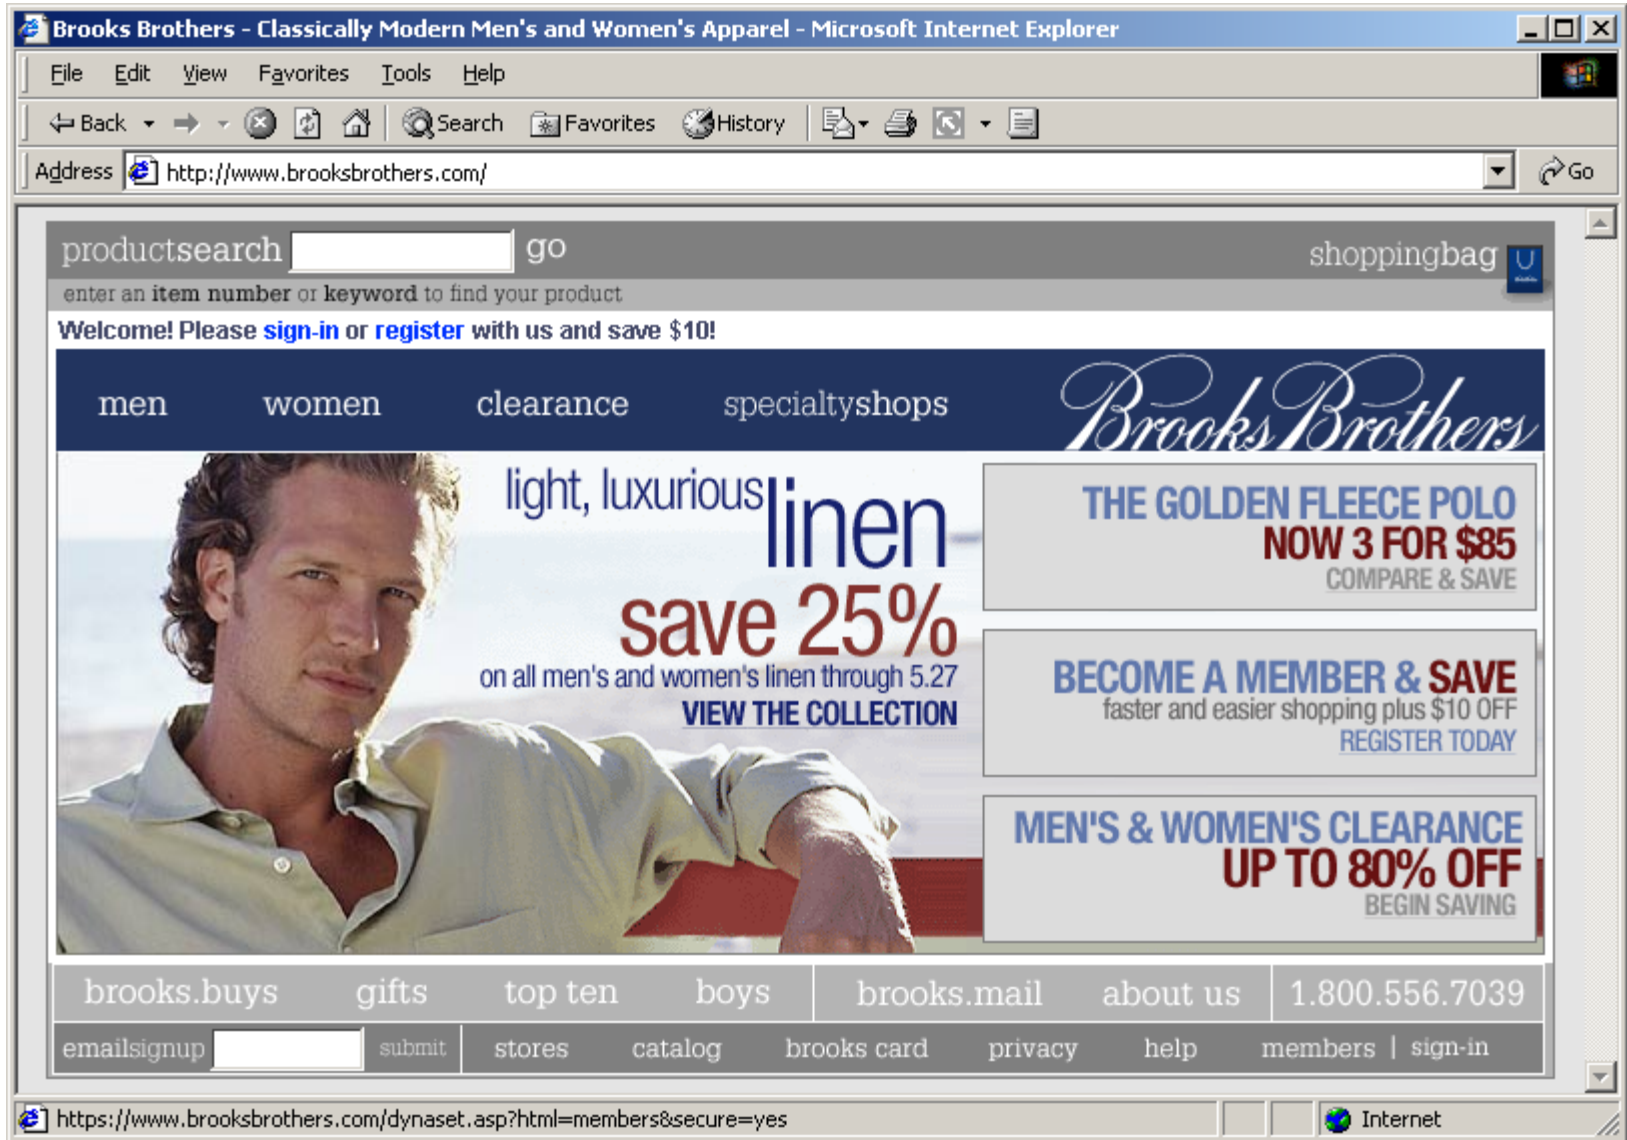 Brooks Brothers - Classically Modern Men's and Women's Apparel - Microsoft Internet Explorer
File Edit View Favorites Tools Help
Back Search Favorites History
Address http://www.brooksbrothers.com/ Go
productsearch go shoppingbag
enter an item number or keyword to find your product
Welcome! Please sign-in or register with us and save $10!
men women clearance specialtyshops Brooks Brothers
light, luxurious linen
save 25%
on all men's and women's linen through 5.27
VIEW THE COLLECTION
THE GOLDEN FLEECE POLO
NOW 3 FOR $85
COMPARE & SAVE
BECOME A MEMBER & SAVE
faster and easier shopping plus $10 OFF
REGISTER TODAY
MEN'S & WOMEN'S CLEARANCE
UP TO 80% OFF
BEGIN SAVING
brooks.buys gifts top ten boys brooks.mail about us 1.800.556.7039
emailsignup submit stores catalog brooks card privacy help members | sign-in
https://www.brooksbrothers.com/dynaset.asp?html=members&secure=yes Internet